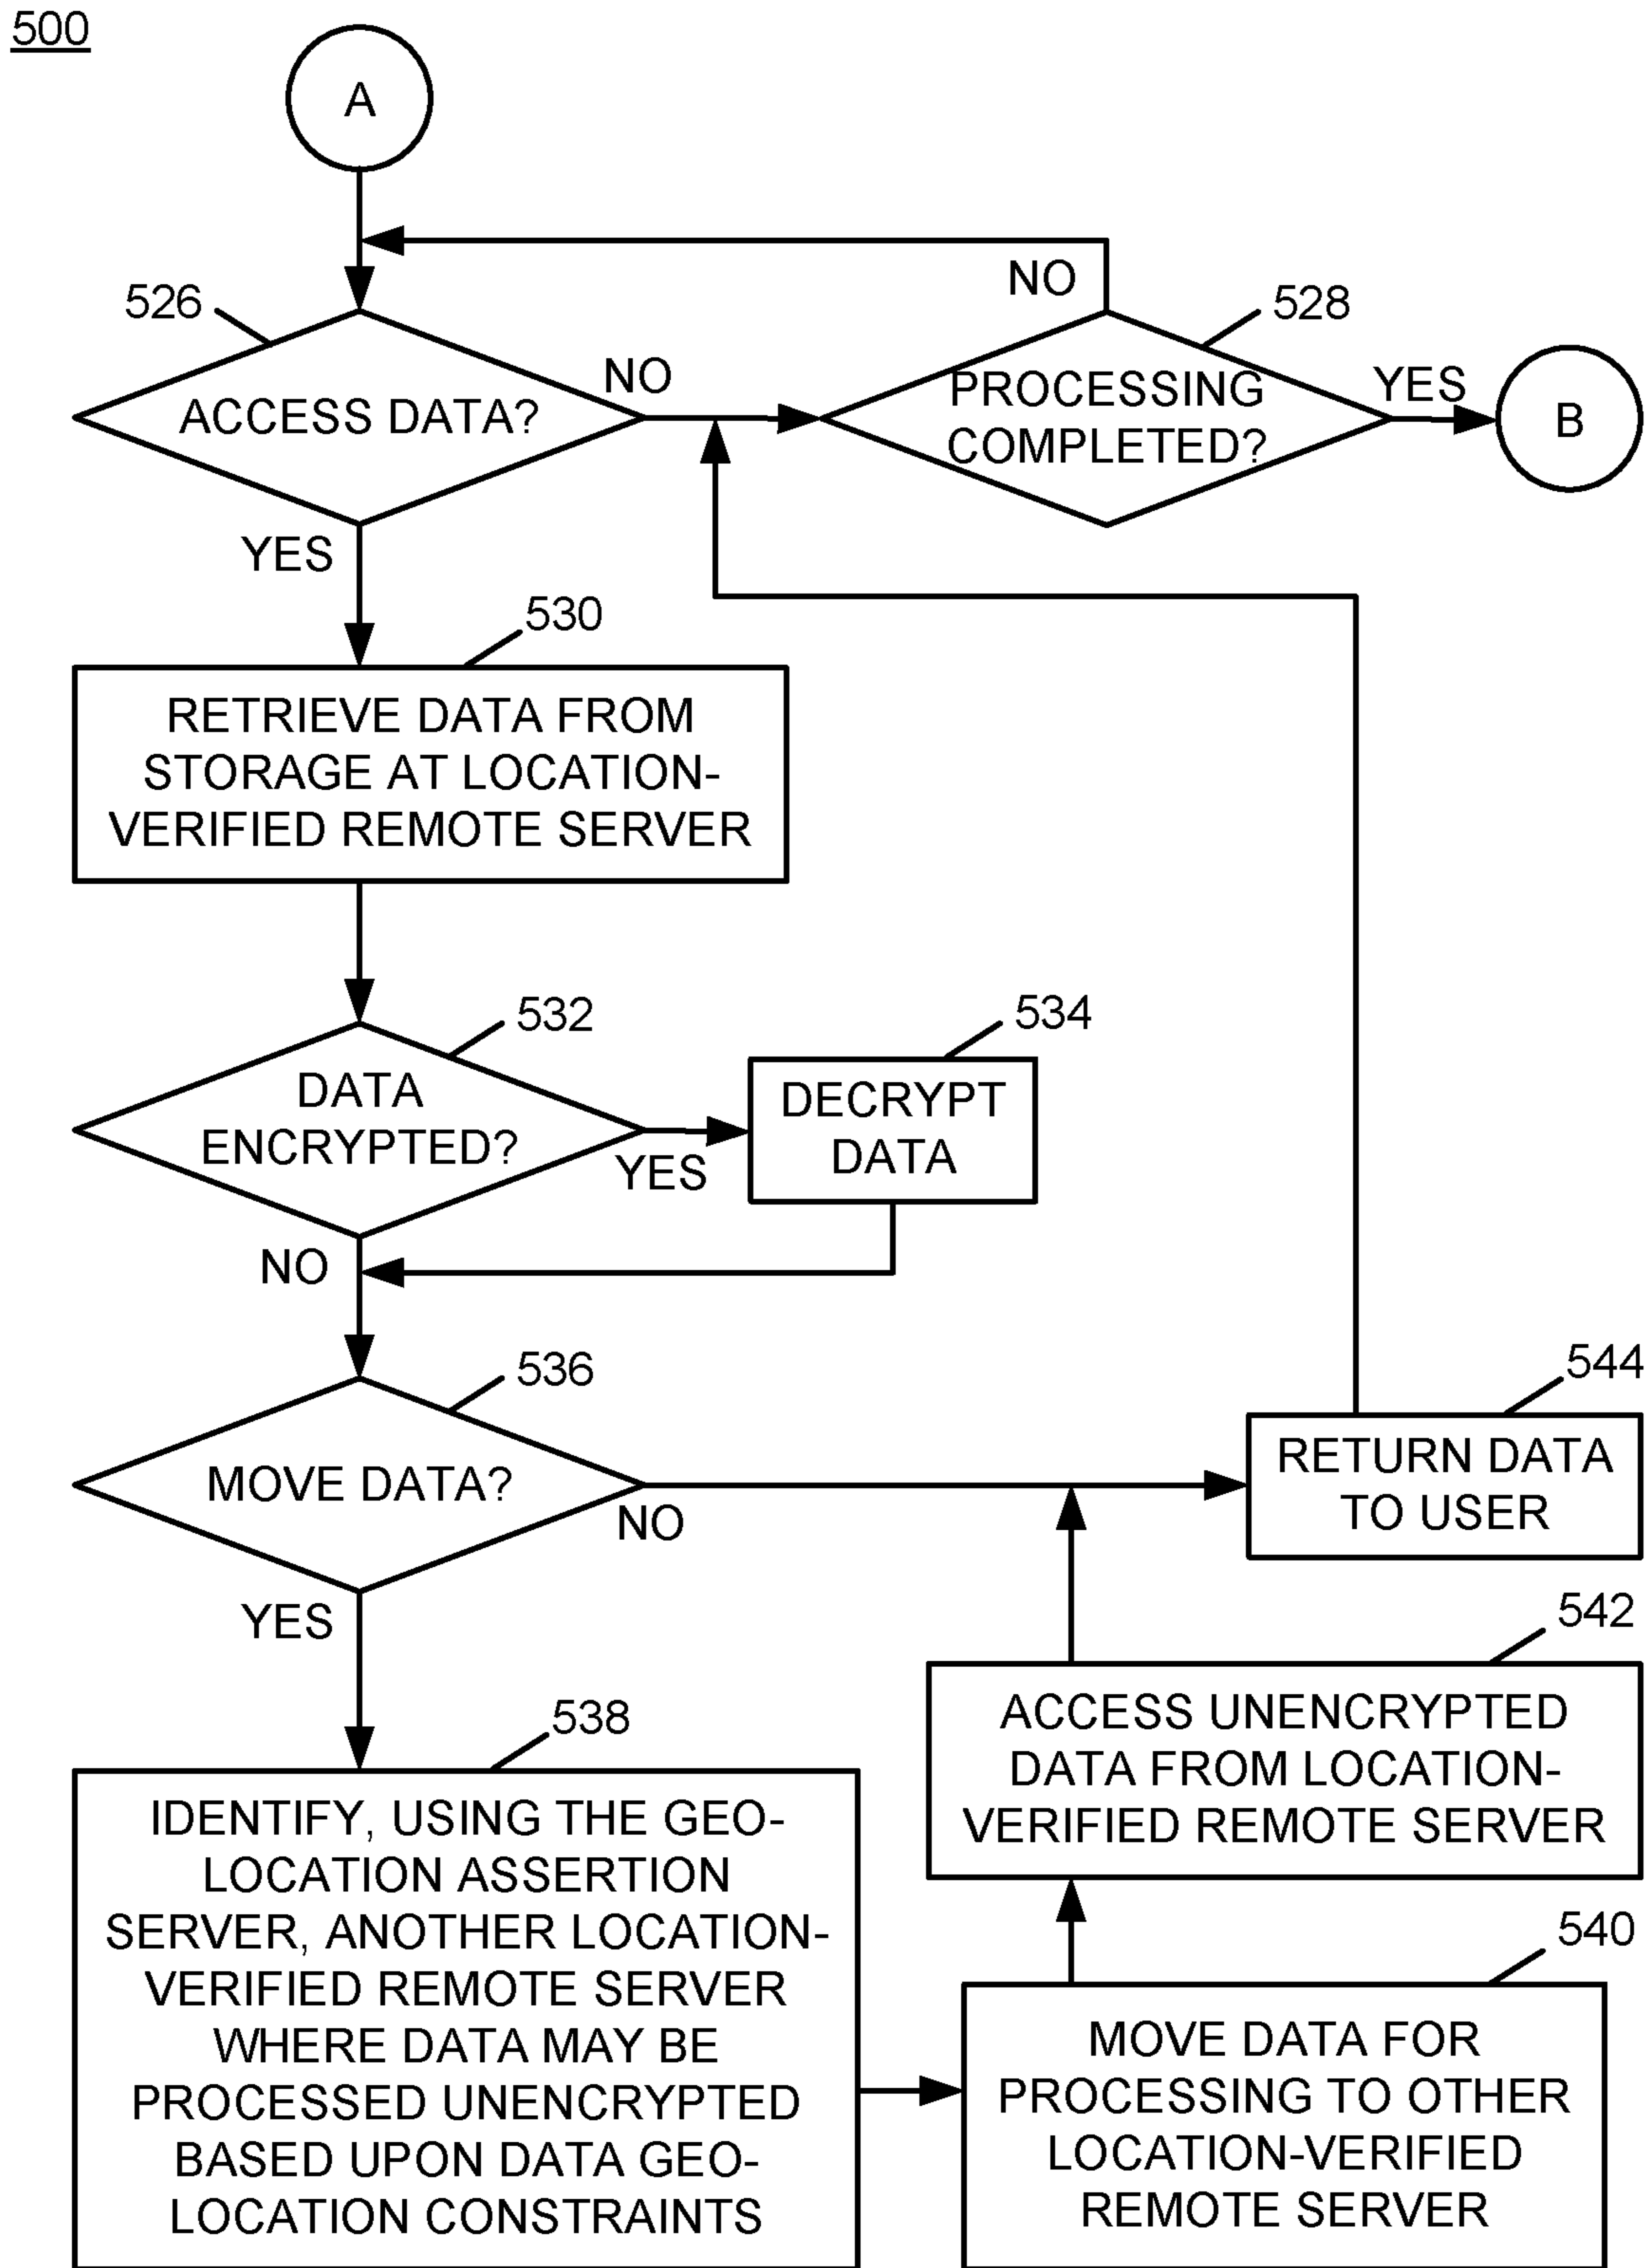 500
A
NO
526
528
ACCESS DATA?
NO
PROCESSING
COMPLETED?
YES
B
YES
530
RETRIEVE DATA FROM
STORAGE AT LOCATION-
VERIFIED REMOTE SERVER
532
534
DATA
ENCRYPTED?
YES
DECRYPT
DATA
NO
536
544
MOVE DATA?
NO
RETURN DATA
TO USER
YES
542
ACCESS UNENCRYPTED
DATA FROM LOCATION-
VERIFIED REMOTE SERVER
538
IDENTIFY, USING THE GEO-
LOCATION ASSERTION
SERVER, ANOTHER LOCATION-
VERIFIED REMOTE SERVER
WHERE DATA MAY BE
PROCESSED UNENCRYPTED
BASED UPON DATA GEO-
LOCATION CONSTRAINTS
540
MOVE DATA FOR
PROCESSING TO OTHER
LOCATION-VERIFIED
REMOTE SERVER